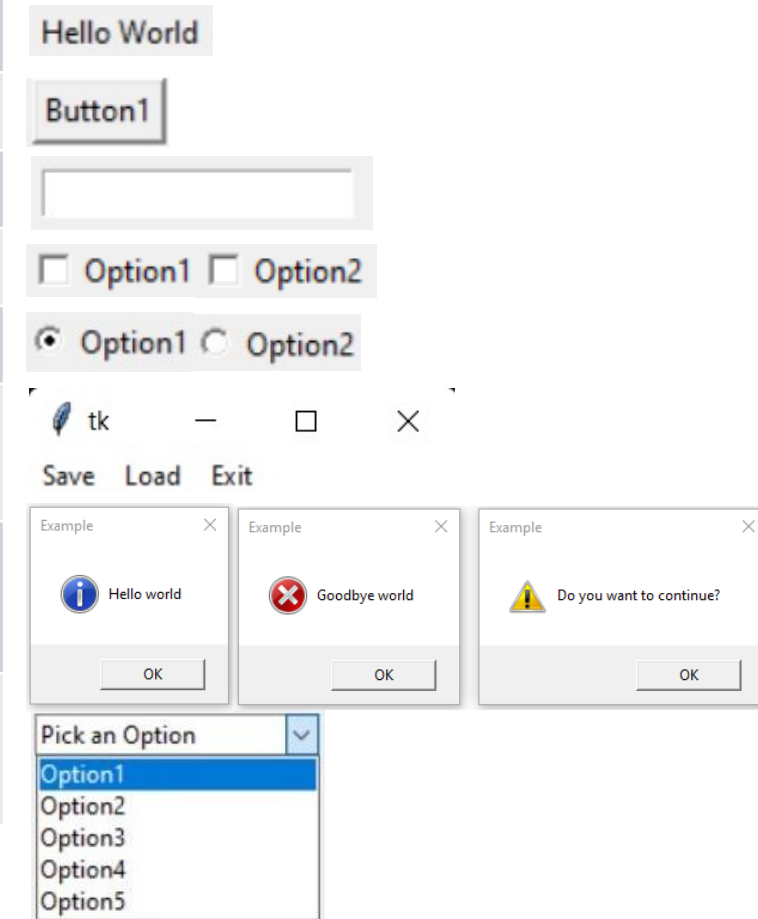 Hello World
Button1
Option1 Option2
Option1 Option2
tk
Save Load Exit
Example Example Example
Hello world Goodbye world Do you want to continue?
OK OK OK
Pick an Option
Option1
Option2
Option3
Option4
Option5